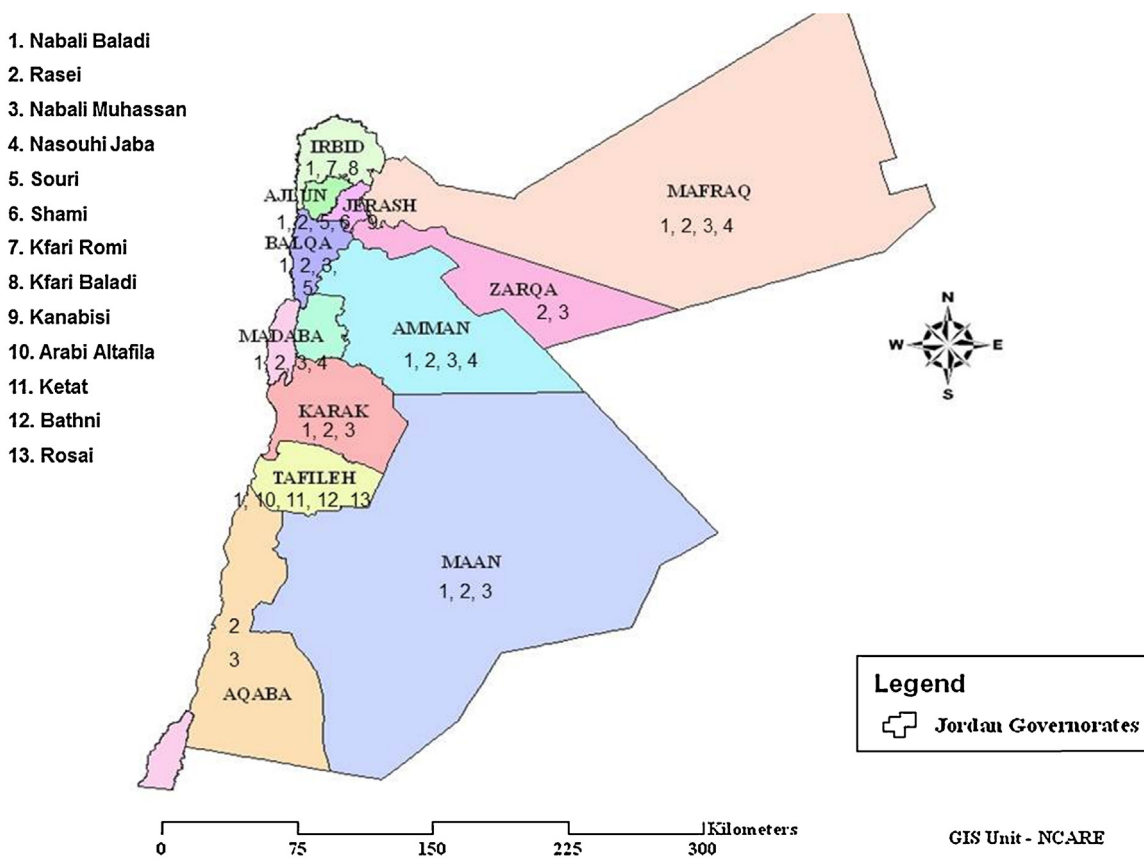 1. Nabali Baladi
2. Rasei
3. Nabali Muhassan
4. Nasouhi Jaba
5. Souri
6. Shami
7. Kfari Romi
8. Kfari Baladi
9. Kanabisi
10. Arabi Altafila
11. Ketat
12. Bathni
13. Rosai
IRBID
1, 7, 8
AJLUN
JERASH
1, 2, 5, 6, 9
BALQA
1, 2, 3,
5
MAFRAQ
1, 2, 3, 4
ZARQA
2, 3
AMMAN
1, 2, 3, 4
MADABA
1, 2, 3, 4
KARAK
1, 2, 3
TAFILEH
1, 10, 11, 12, 13
MAAN
1, 2, 3
2
3
AQABA
N
W E
S
Legend
Jordan Governorates
Kilometers
0 75 150 225 300
GIS Unit - NCARE